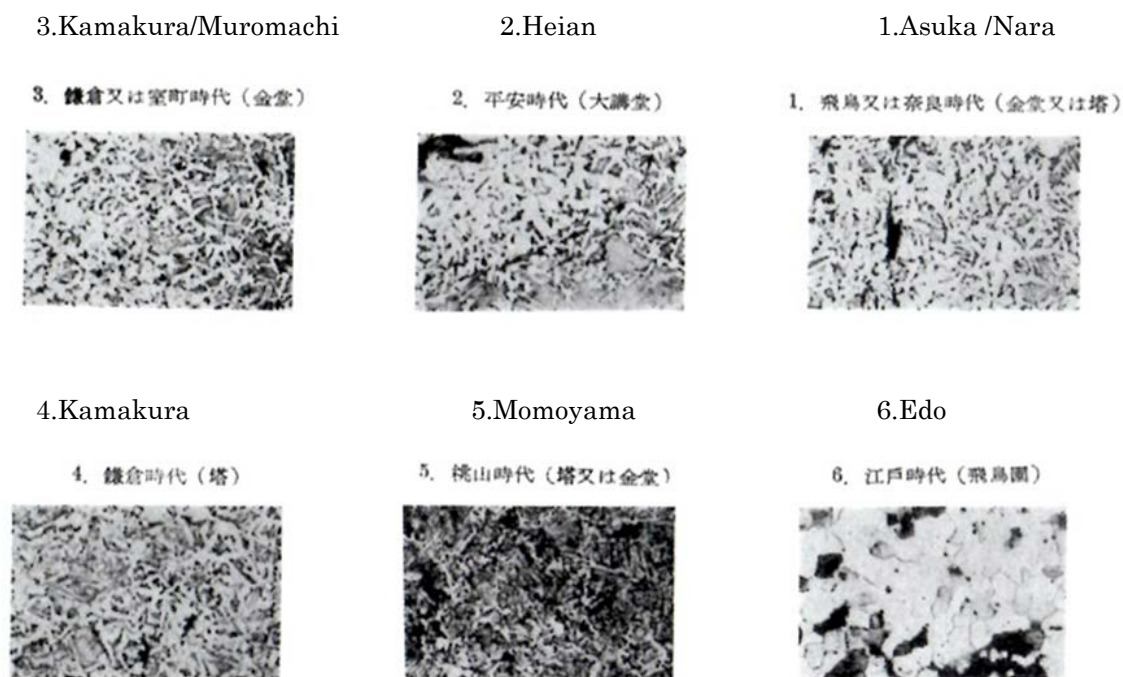 3.Kamakura/Muromachi
2.Heian
1.Asuka /Nara
3. 鎌倉又は室町時代（金堂）
2. 平安時代（大講堂）
1. 飛鳥又は奈良時代（金堂又は塔）
4.Kamakura
5.Momoyama
6.Edo
4. 鎌倉時代（塔）
5. 桃山時代（塔又は金堂）
6. 江戸時代（飛鳥園）